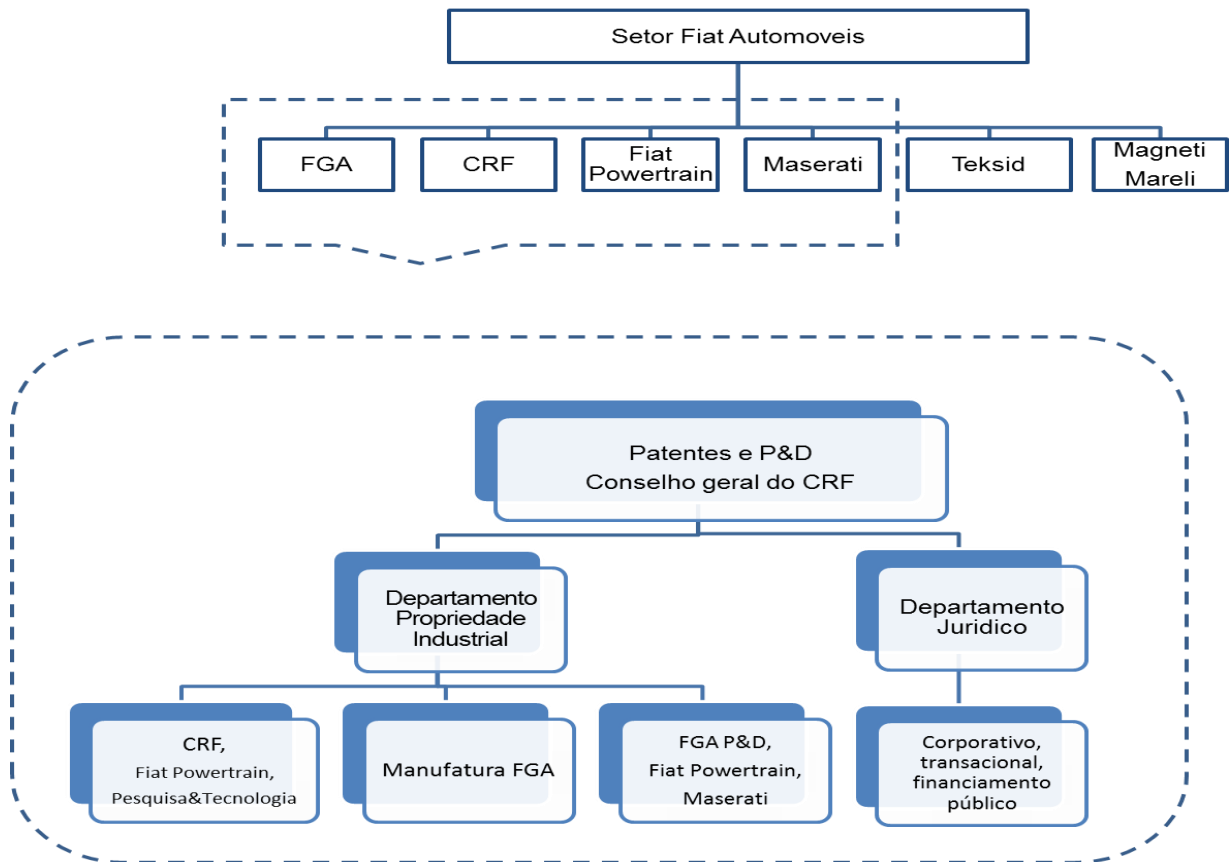 Setor Fiat Automoveis
FGA
CRF
Fiat
Powertrain
Maserati
Teksid
Magneti
Mareli
Patentes e P&D
Conselho geral do CRF
Departamento
Propriedade
Industrial
Departamento
Juridico
CRF,
Fiat Powertrain,
Pesquisa&Tecnologia
Manufatura FGA
FGA P&D,
Fiat Powertrain,
Maserati
Corporativo,
transacional,
financiamento
público